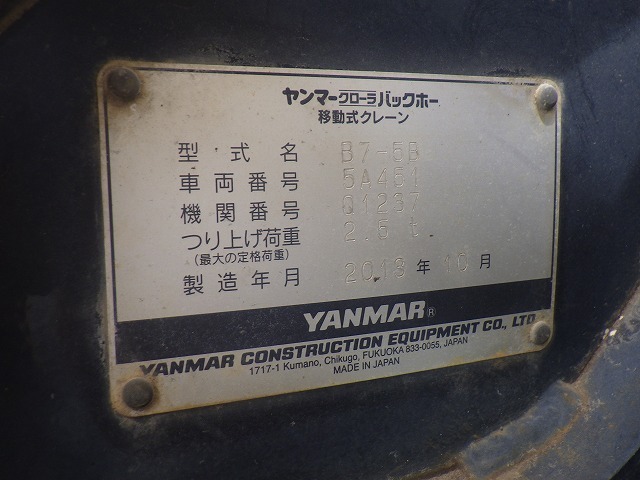 ヤンマークローラバックホー
移動式クレーン
型式名 B7-5B
車両番号 5A451
機関番号 01237
つり上げ荷重 2.5 t
(最大の定格荷重)
製造年月 2013 年 10 月
YANMAR®
YANMAR CONSTRUCTION EQUIPMENT CO., LTD.
1717-1 Kumano, Chikugo, FUKUOKA 833-0055, JAPAN
MADE IN JAPAN